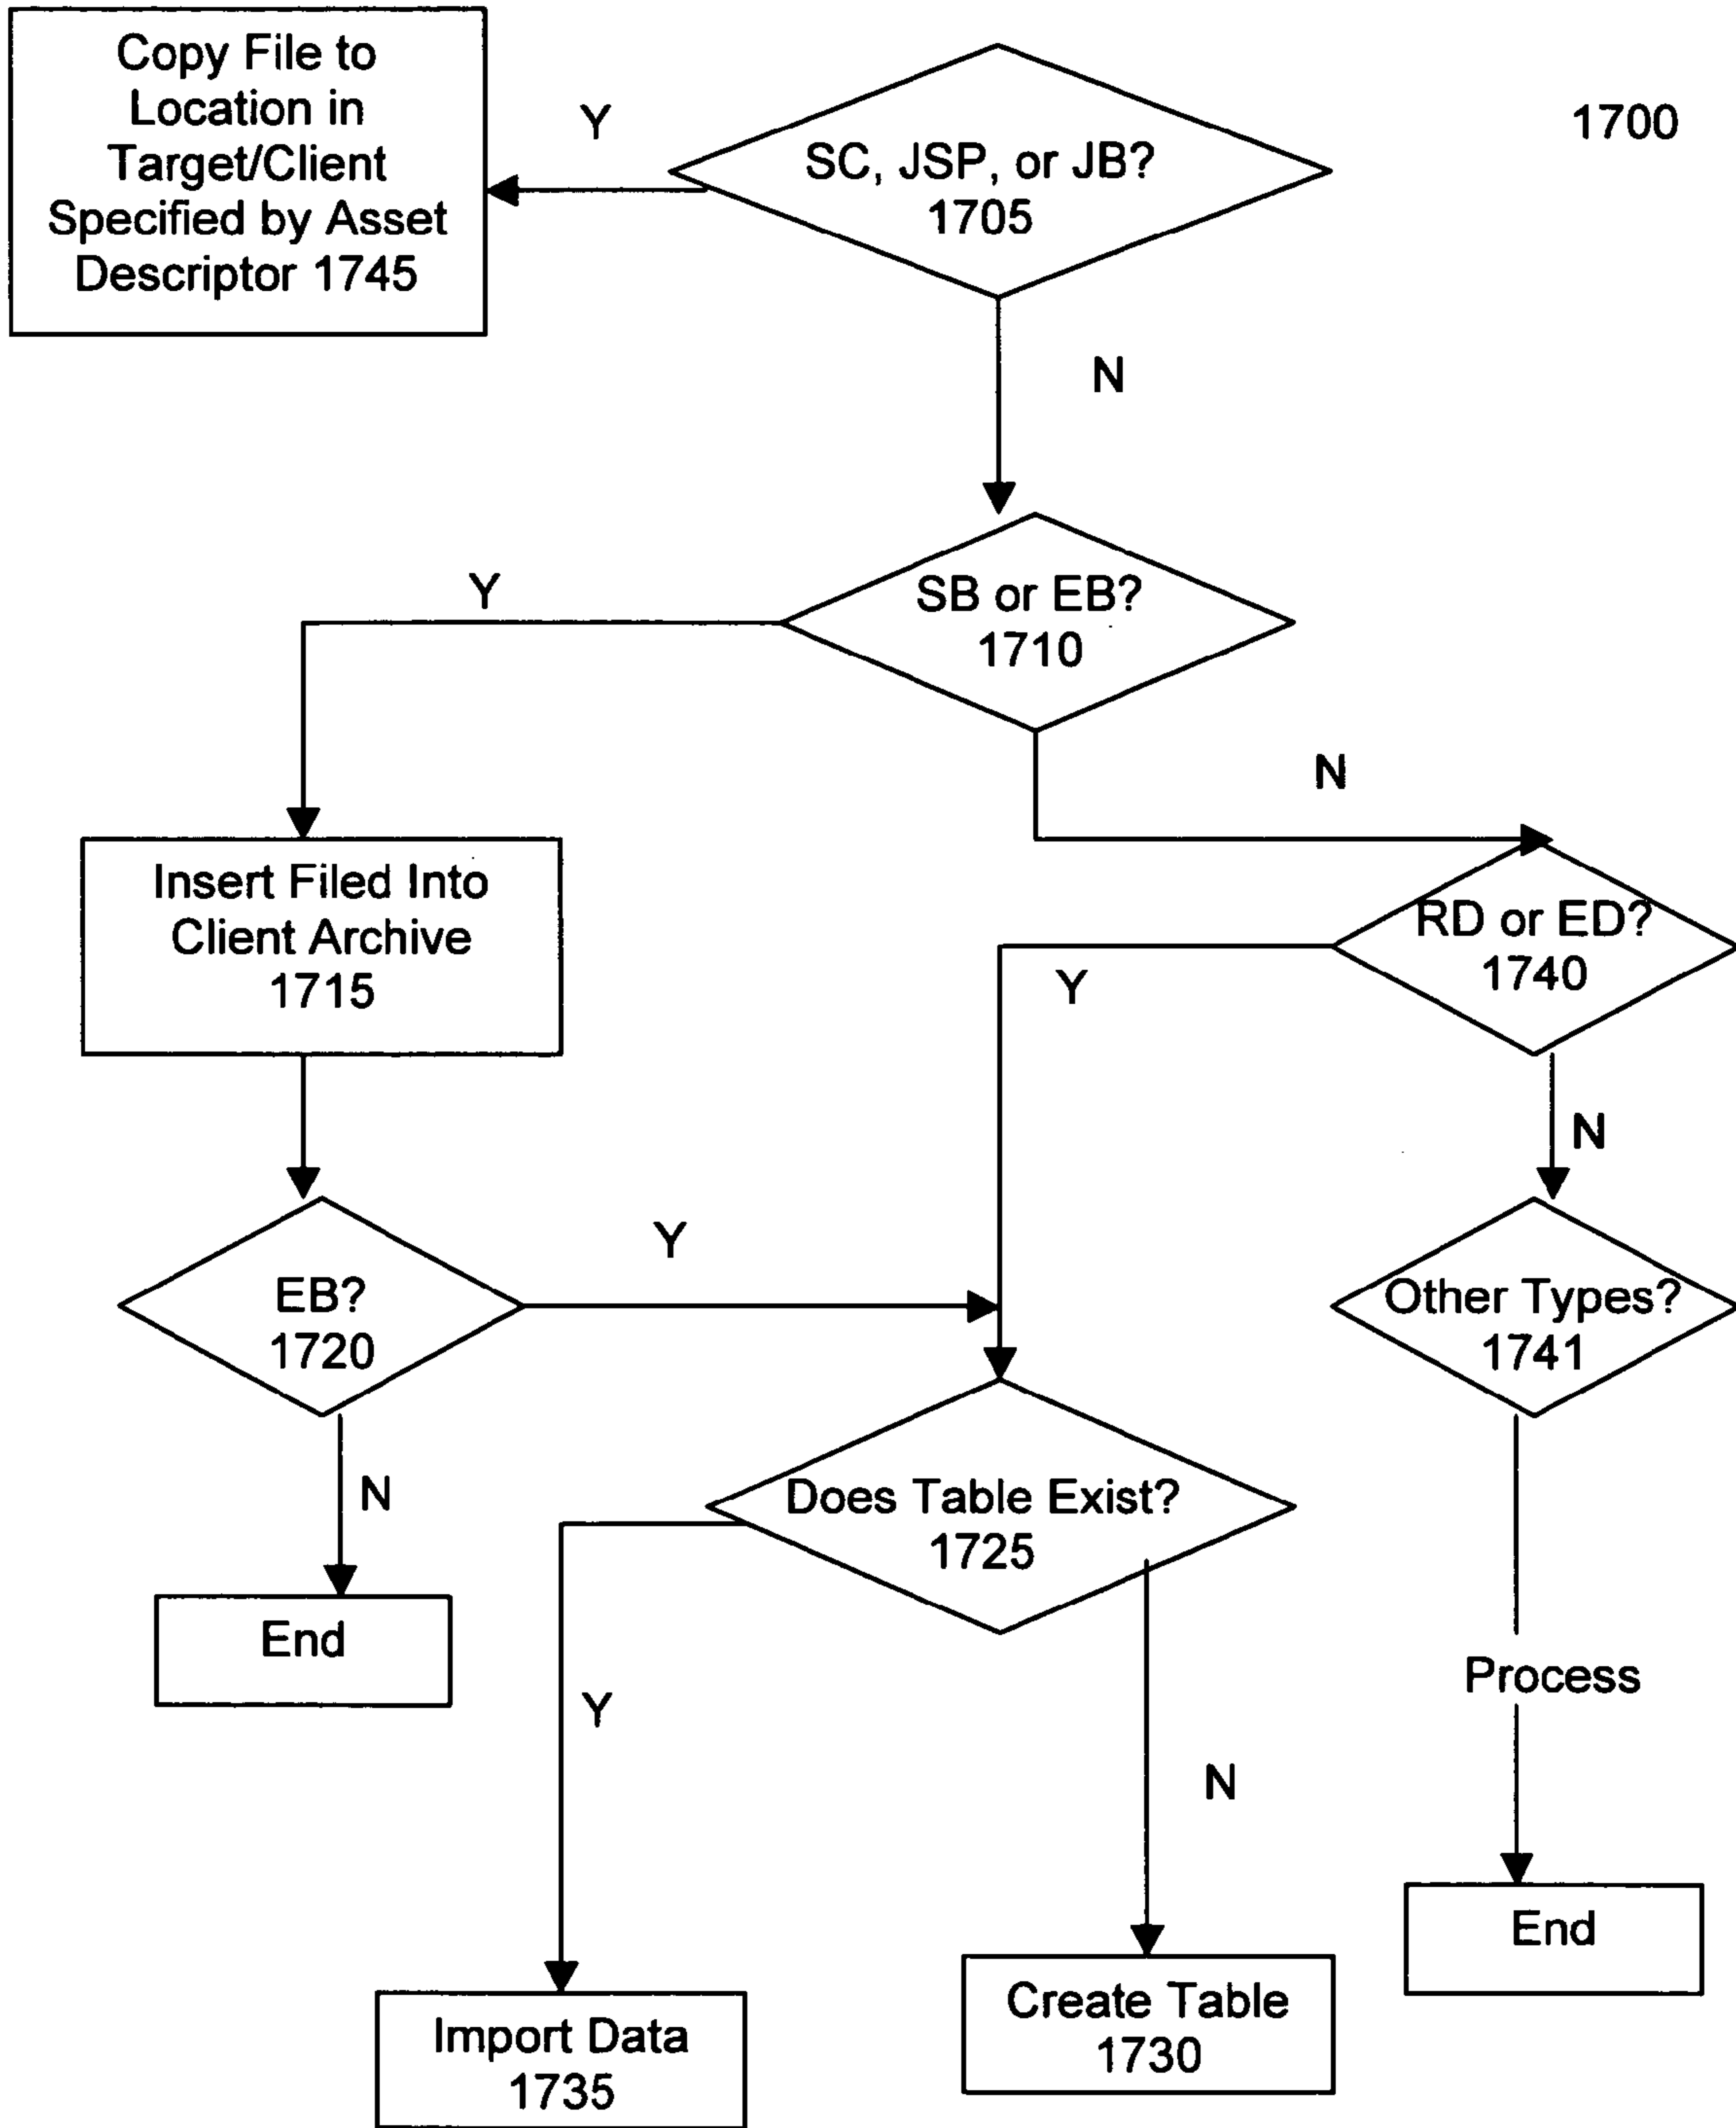 Copy File to
Location in
Target/Client
Specified by Asset
Descriptor 1745
Y
SC, JSP, or JB?
1705
1700
N
Y
SB or EB?
1710
N
Insert Filed Into
Client Archive
1715
RD or ED?
1740
Y
N
EB?
1720
Y
Other Types?
1741
N
Does Table Exist?
1725
End
Y
N
Process
End
Import Data
1735
Create Table
1730